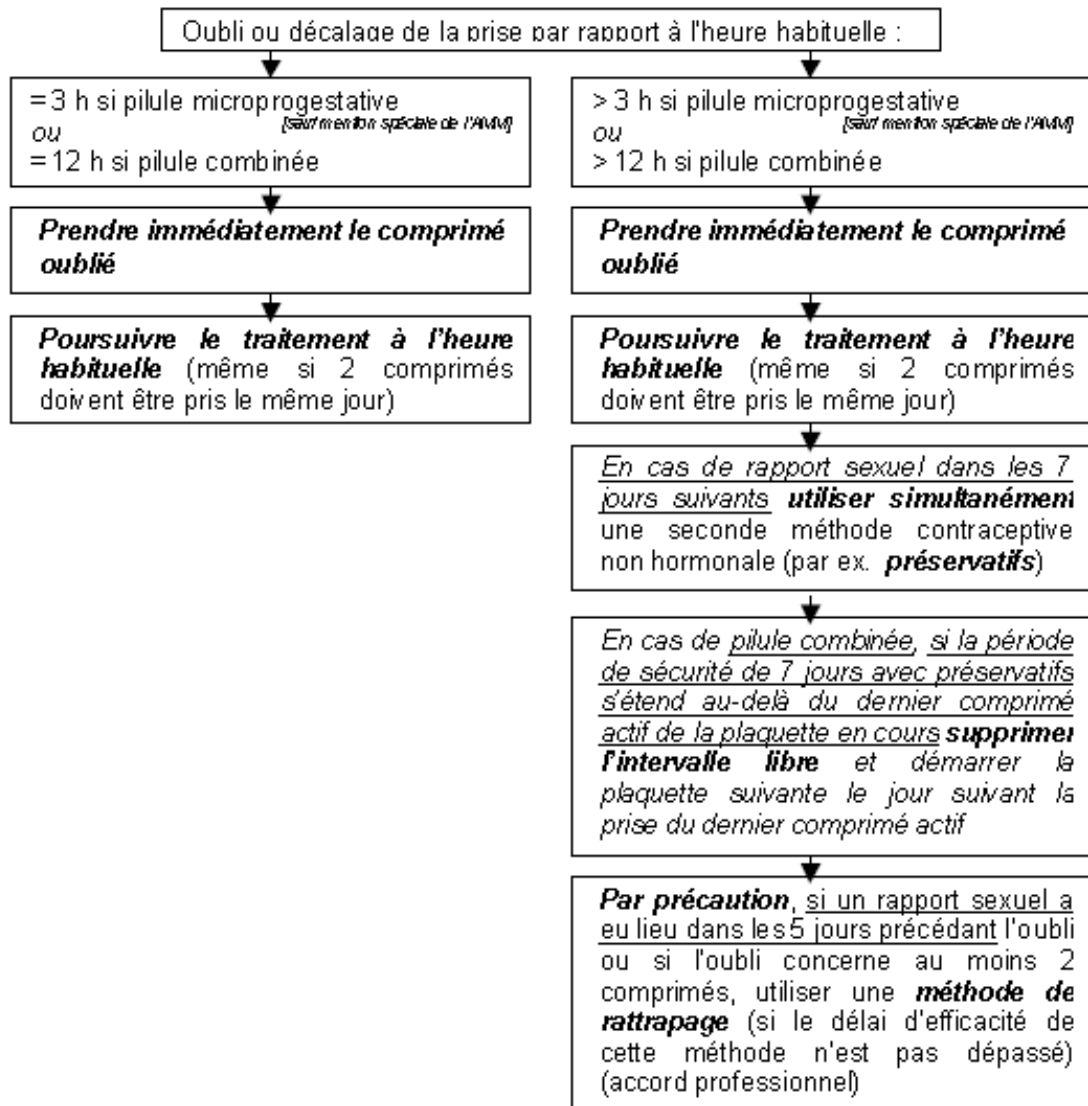 Oubli ou décalage de la prise par rapport à l'heure habituelle :
= 3 h si pilule microprogestative
[sauf mention spéciale de l'AMM]
ou
= 12 h si pilule combinée
Prendre immédiatement le comprimé
oublié
Poursuivre le traitement à l'heure
habituelle (même si 2 comprimés
doivent être pris le même jour)
> 3 h si pilule microprogestative
[sauf mention spéciale de l'AMM]
ou
> 12 h si pilule combinée
Prendre immédiatement le comprimé
oublié
Poursuivre le traitement à l'heure
habituelle (même si 2 comprimés
doivent être pris le même jour)
En cas de rapport sexuel dans les 7
jours suivants utiliser simultanément
une seconde méthode contraceptive
non hormonale (par ex. préservatifs)
En cas de pilule combinée, si la période
de sécurité de 7 jours avec préservatifs
s'étend au-delà du dernier comprimé
actif de la plaquette en cours supprimer
l'intervalle libre et démarrer la
plaquette suivante le jour suivant la
prise du dernier comprimé actif
Par précaution, si un rapport sexuel a
eu lieu dans les 5 jours précédant l'oubli
ou si l'oubli concerne au moins 2
comprimés, utiliser une méthode de
rattrapage (si le délai d'efficacité de
cette méthode n'est pas dépassé)
(accord professionnel)